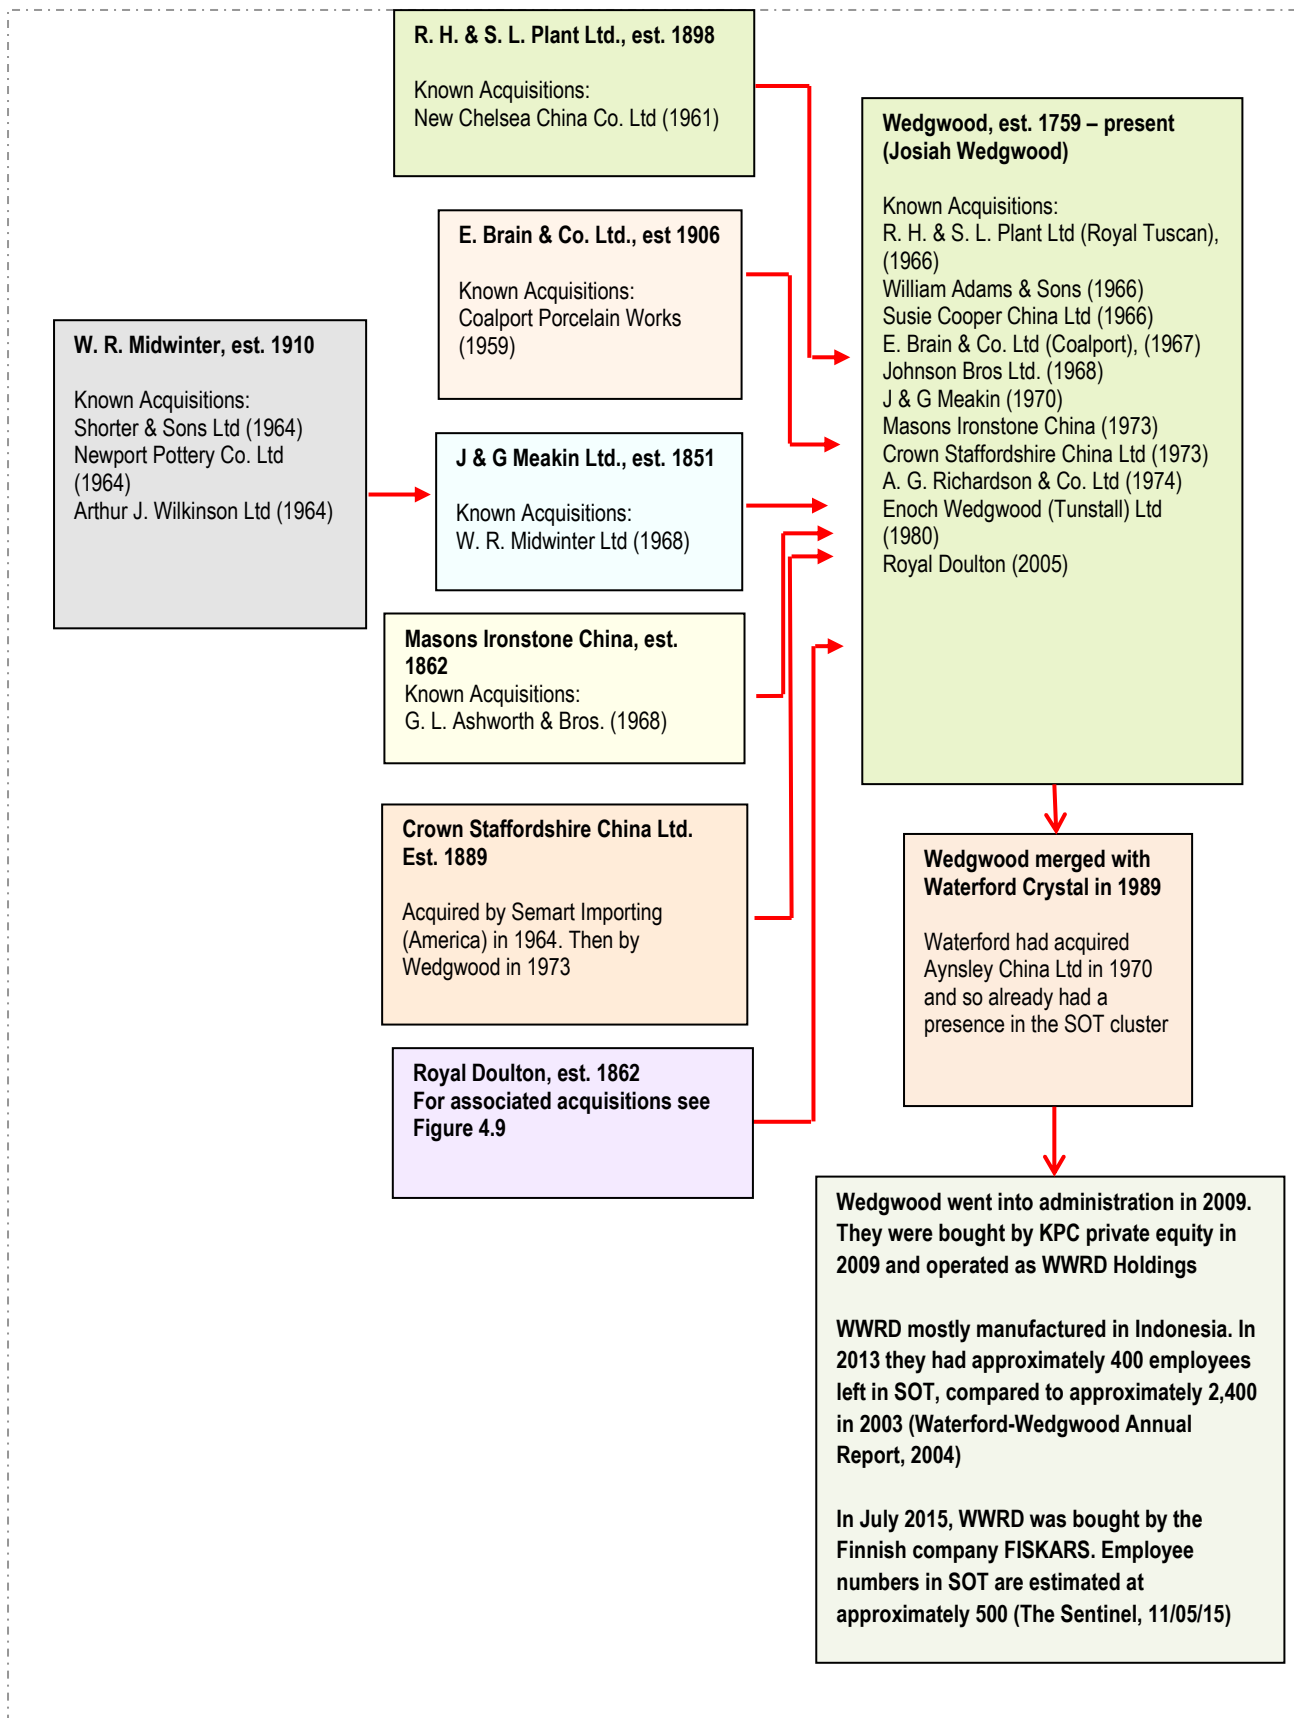 R. H. & S. L. Plant Ltd., est. 1898
Known Acquisitions:
New Chelsea China Co. Ltd (1961)
E. Brain & Co. Ltd., est 1906
Known Acquisitions:
Coalport Porcelain Works
(1959)
W. R. Midwinter, est. 1910
Known Acquisitions:
Shorter & Sons Ltd (1964)
Newport Pottery Co. Ltd
(1964)
Arthur J. Wilkinson Ltd (1964)
J & G Meakin Ltd., est. 1851
Known Acquisitions:
W. R. Midwinter Ltd (1968)
Masons Ironstone China, est.
1862
Known Acquisitions:
G. L. Ashworth & Bros. (1968)
Crown Staffordshire China Ltd.
Est. 1889
Acquired by Semart Importing
(America) in 1964. Then by
Wedgwood in 1973
Royal Doulton, est. 1862
For associated acquisitions see
Figure 4.9
Wedgwood, est. 1759 – present
(Josiah Wedgwood)
Known Acquisitions:
R. H. & S. L. Plant Ltd (Royal Tuscan),
(1966)
William Adams & Sons (1966)
Susie Cooper China Ltd (1966)
E. Brain & Co. Ltd (Coalport), (1967)
Johnson Bros Ltd. (1968)
J & G Meakin (1970)
Masons Ironstone China (1973)
Crown Staffordshire China Ltd (1973)
A. G. Richardson & Co. Ltd (1974)
Enoch Wedgwood (Tunstall) Ltd
(1980)
Royal Doulton (2005)
Wedgwood merged with
Waterford Crystal in 1989
Waterford had acquired
Aynsley China Ltd in 1970
and so already had a
presence in the SOT cluster
Wedgwood went into administration in 2009.
They were bought by KPC private equity in
2009 and operated as WWRD Holdings
WWRD mostly manufactured in Indonesia. In
2013 they had approximately 400 employees
left in SOT, compared to approximately 2,400
in 2003 (Waterford-Wedgwood Annual
Report, 2004)
In July 2015, WWRD was bought by the
Finnish company FISKARS. Employee
numbers in SOT are estimated at
approximately 500 (The Sentinel, 11/05/15)